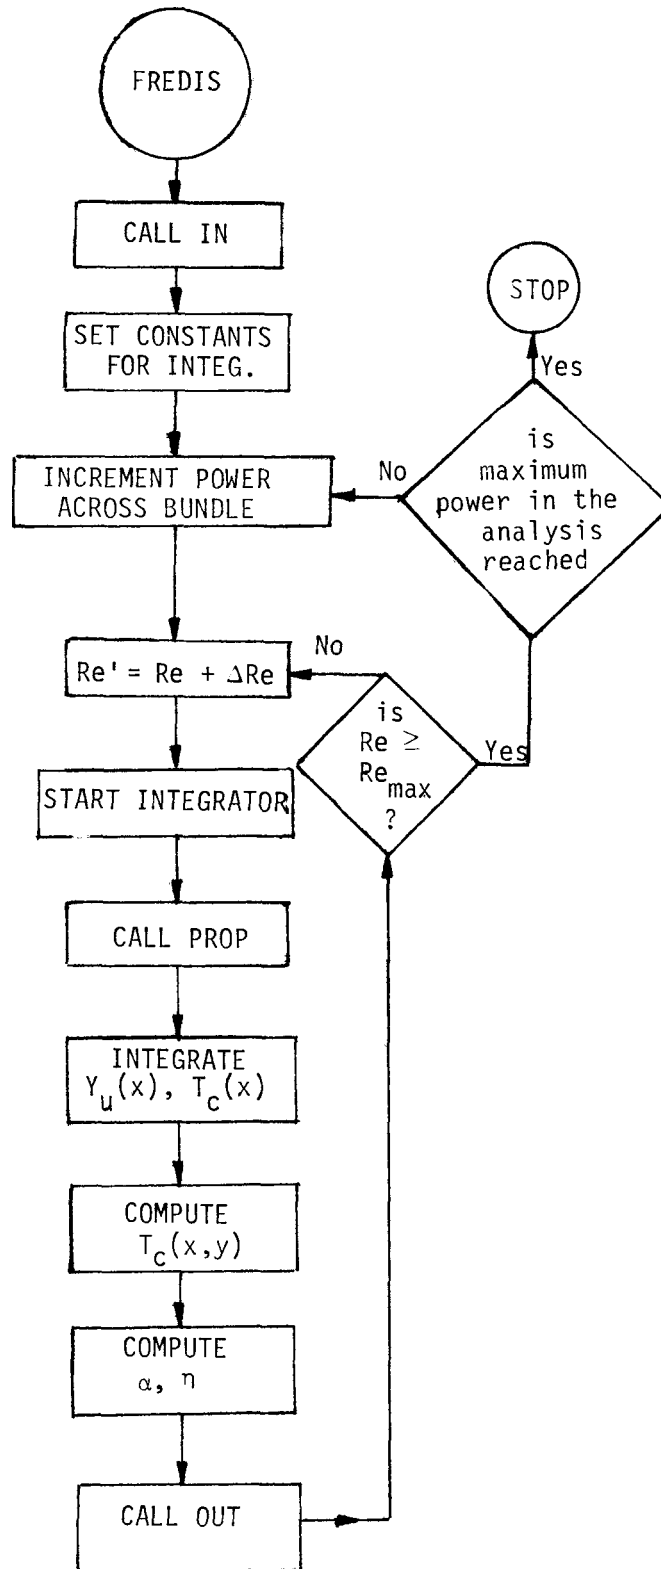 FREDIS
CALL IN
SET CONSTANTS
FOR INTEG.
INCREMENT POWER
ACROSS BUNDLE
Re' = Re + ΔRe
START INTEGRATOR
CALL PROP
INTEGRATE
Y_u(x), T_c(x)
COMPUTE
T_c(x,y)
COMPUTE
α, η
CALL OUT
is
Re ≥
Re_max
?
No
Yes
is
maximum
power in the
analysis
reached
No
Yes
STOP